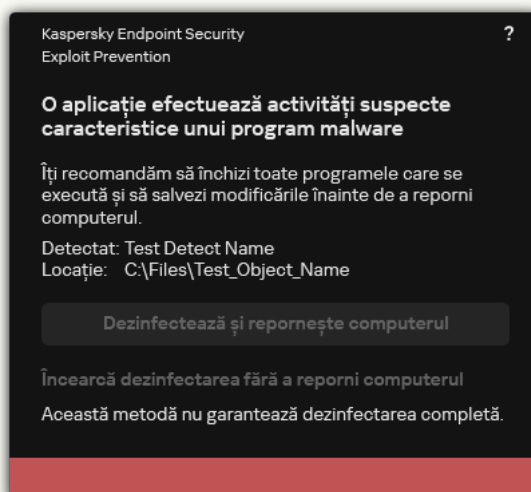 Kaspersky Endpoint Security
?
Exploit Prevention
O aplicație efectuează activități suspecte
caracteristice unui program malware
Îți recomandăm să închizi toate programele care se
execută și să salvezi modificările înainte de a reporni
computerul.
Detectat: Test Detect Name
Locație: C:\Files\Test_Object_Name
Dezinfectează și repornește computerul
Încearcă dezinfectarea fără a reporni computerul
Această metodă nu garantează dezinfectarea completă.